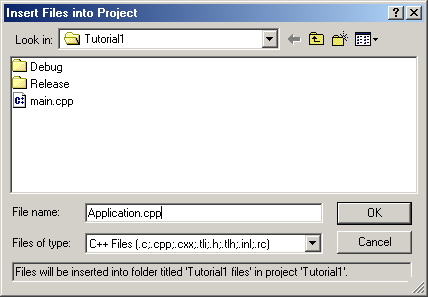 Insert Files into Project
Look in: Tutorial1
Debug
Release
main.cpp
File name: Application.cpp
OK
Files of type: C++ Files (.c;.cpp;.cxx;.tli;.h;.tlh;.inl;.rc)
Cancel
Files will be inserted into folder titled 'Tutorial1 files' in project 'Tutorial1'.